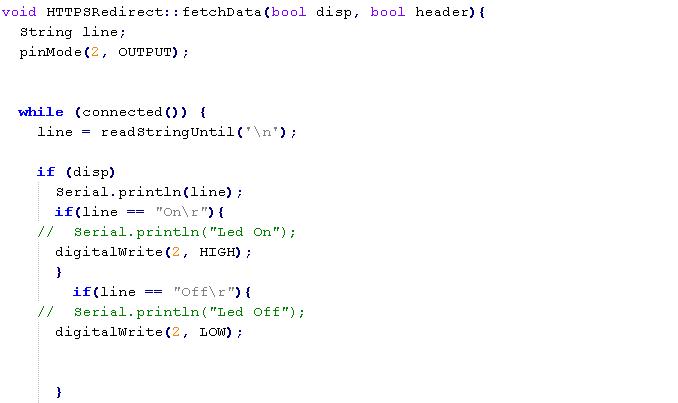 void HTTPSRedirect::fetchData(bool disp, bool header){
String line;
pinMode(2, OUTPUT);
while (connected()) {
line = readStringUntil('\n');
if (disp)
Serial.println(line);
if(line == "On\r"){
//  Serial.println("Led On");
digitalWrite(2, HIGH);
}
if(line == "Off\r"){
//  Serial.println("Led Off");
digitalWrite(2, LOW);
}